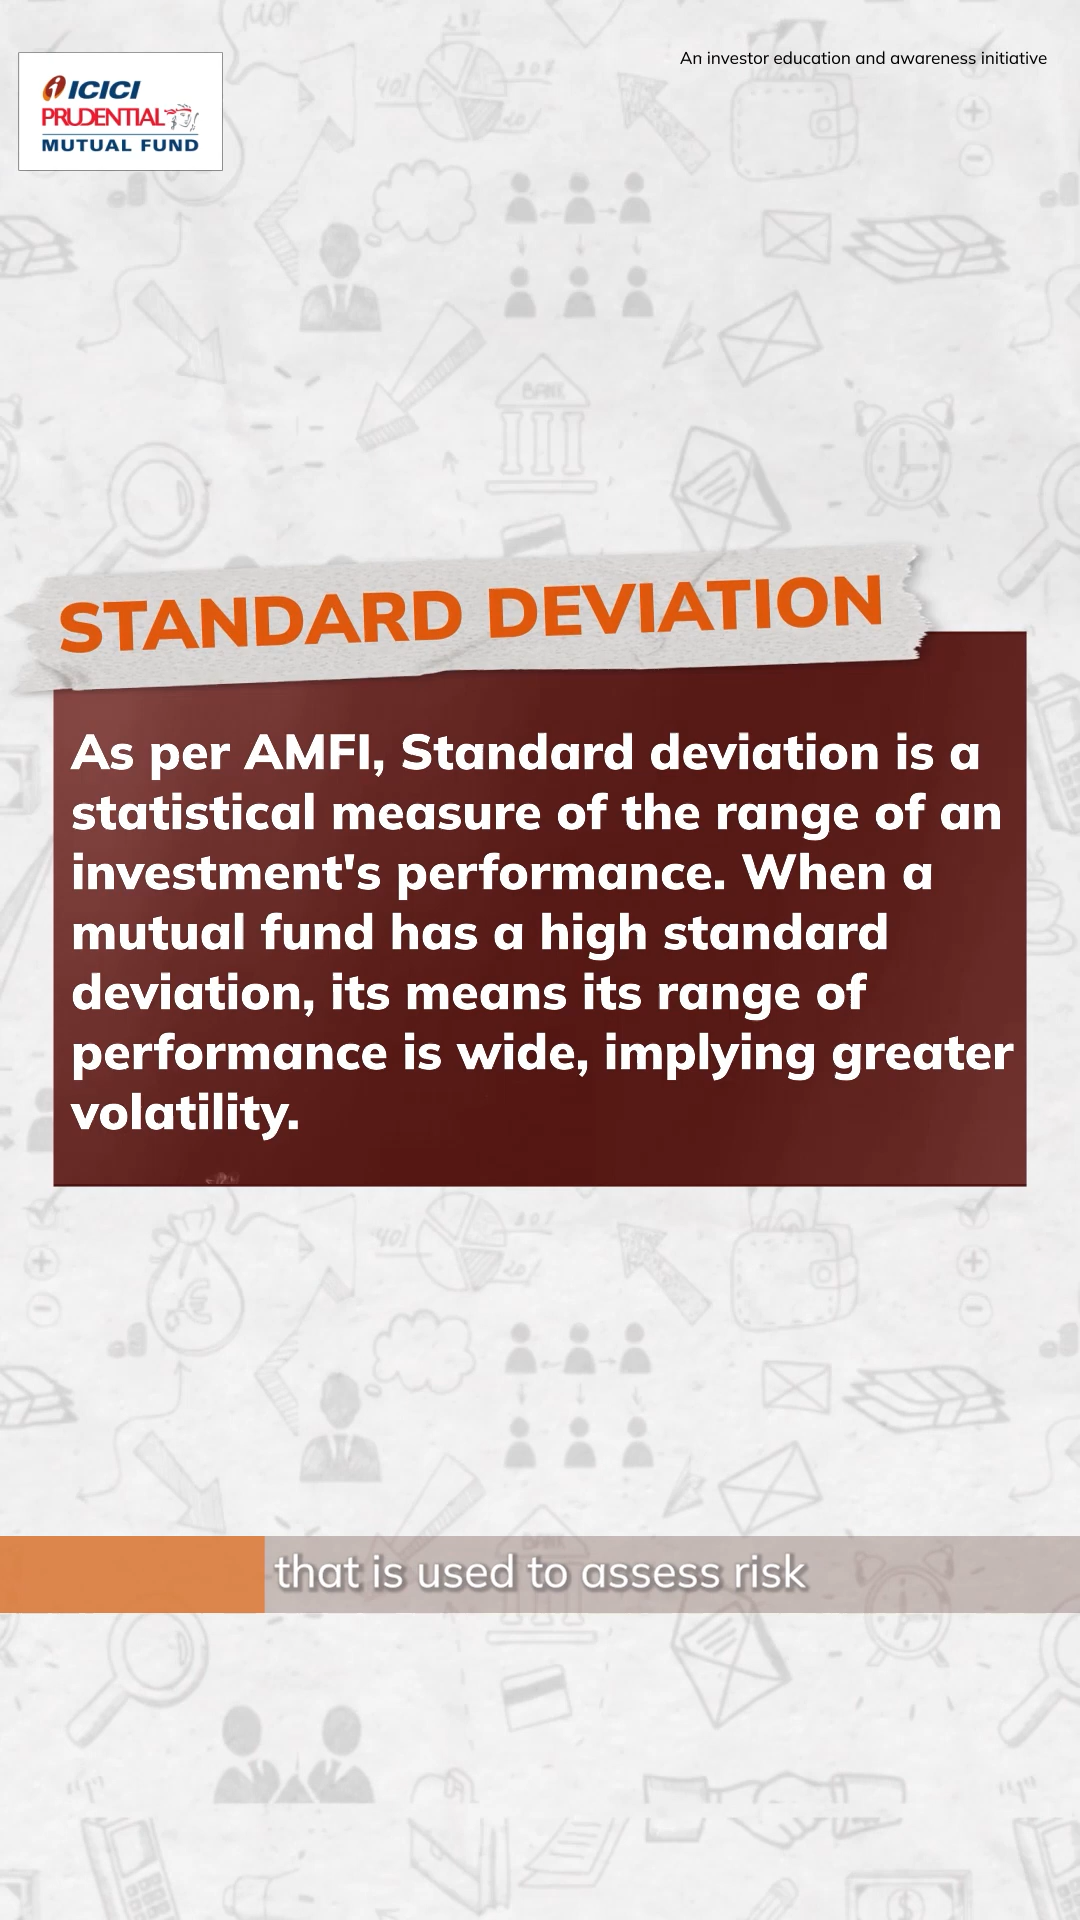 ICICI
PRUDENTIAL
MUTUAL FUND
An investor education and awareness initiative
BANK
STANDARD DEVIATION
As per AMFI, Standard deviation is a
statistical measure of the range of an
investment's performance. When a
mutual fund has a high standard
deviation, its means its range of
performance is wide, implying greater
volatility.
that is used to assess risk